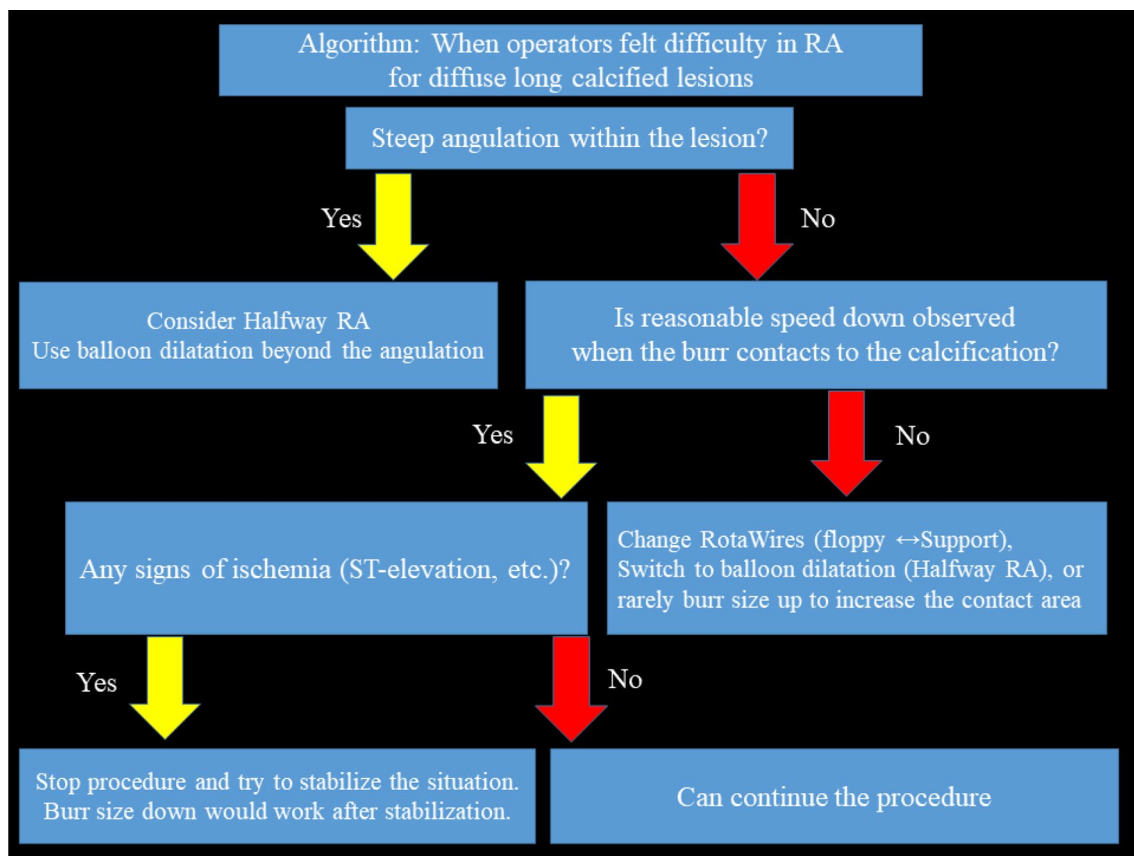 Algorithm: When operators felt difficulty in RA
for diffuse long calcified lesions
Steep angulation within the lesion?
Yes
No
Consider Halfway RA
Use balloon dilatation beyond the angulation
Is reasonable speed down observed
when the burr contacts to the calcification?
Yes
No
Any signs of ischemia (ST-elevation, etc.)?
Change RotaWires (floppy ↔Support),
Switch to balloon dilatation (Halfway RA), or
rarely burr size up to increase the contact area
Yes
No
Stop procedure and try to stabilize the situation.
Burr size down would work after stabilization.
Can continue the procedure